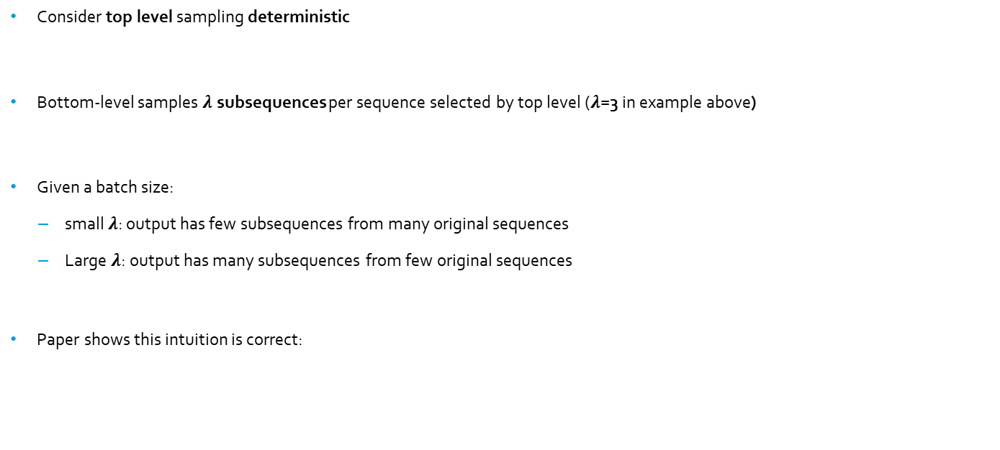 • Consider top level sampling deterministic
• Bottom-level samples λ subsequences per sequence selected by top level (λ=3 in example above)
• Given a batch size:
– small λ: output has few subsequences from many original sequences
– Large λ: output has many subsequences from few original sequences
• Paper shows this intuition is correct: